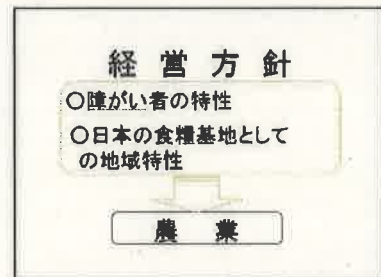 経営方針
○障がい者の特性
○日本の食糧基地として
の地域特性
農業